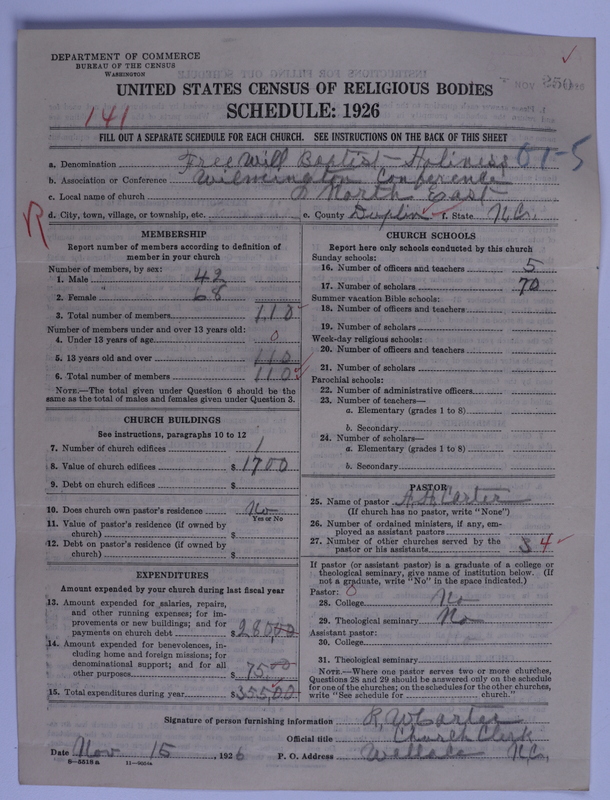 DEPARTMENT OF COMMERCE
BUREAU OF THE CENSUS
WASHINGTON
UNITED STATES CENSUS OF RELIGIOUS BODIES
SCHEDULE: 1926
141
250
FILL OUT A SEPARATE SCHEDULE FOR EACH CHURCH. SEE INSTRUCTIONS ON THE BACK OF THIS SHEET
a. Denomination Free Will Baptist Holiness 01-5
b. Association or Conference Wilmington Conference
c. Local name of church North East
d. City, town, village, or township, etc. e. County Duplin f. State N.C.
R
MEMBERSHIP
Report number of members according to definition of
member in your church
Number of members, by sex:
1. Male 42
2. Female 68
3. Total number of members 110
Number of members under and over 13 years old:
4. Under 13 years of age 0
5. 13 years old and over 110
6. Total number of members 110
NOTE.—The total given under Question 6 should be the
same as the total of males and females given under Question 3.
CHURCH BUILDINGS
See instructions, paragraphs 10 to 12
7. Number of church edifices 1
8. Value of church edifices $1700
9. Debt on church edifices $
10. Does church own pastor's residence No
Yes or No
11. Value of pastor's residence (if owned by
church) $
12. Debt on pastor's residence (if owned by
church) $
EXPENDITURES
Amount expended by your church during last fiscal year
13. Amount expended for salaries, repairs,
and other running expenses; for im-
provements or new buildings; and for
payments on church debt $280.00
14. Amount expended for benevolences, in-
cluding home and foreign missions; for
denominational support; and for all
other purposes $75.00
15. Total expenditures during year $355.00
CHURCH SCHOOLS
Report here only schools conducted by this church
Sunday schools:
16. Number of officers and teachers 5
17. Number of scholars 70
Summer vacation Bible schools:
18. Number of officers and teachers
19. Number of scholars
Week-day religious schools:
20. Number of officers and teachers
21. Number of scholars
Parochial schools:
22. Number of administrative officers
23. Number of teachers—
a. Elementary (grades 1 to 8)
b. Secondary
24. Number of scholars—
a. Elementary (grades 1 to 8)
b. Secondary
PASTOR
25. Name of pastor Carter
(If church has no pastor, write "None")
26. Number of ordained ministers, if any, em-
ployed as assistant pastors
27. Number of other churches served by the
pastor or his assistants 3 4
If pastor (or assistant pastor) is a graduate of a college or
theological seminary, give name of institution below. (If
not a graduate, write "No" in the space indicated.)
Pastor:
28. College No
29. Theological seminary No
Assistant pastor:
30. College
31. Theological seminary
NOTE.—Where one pastor serves two or more churches,
Questions 28 and 29 should be answered only on the schedule
for one of the churches; on the schedules for the other churches,
write "See schedule for church."
Signature of person furnishing information R. W. Carter
Official title Church Clerk
Date Nov 15, 1926 P. O. Address Wallace N.C.
8—5518a 11—9054a